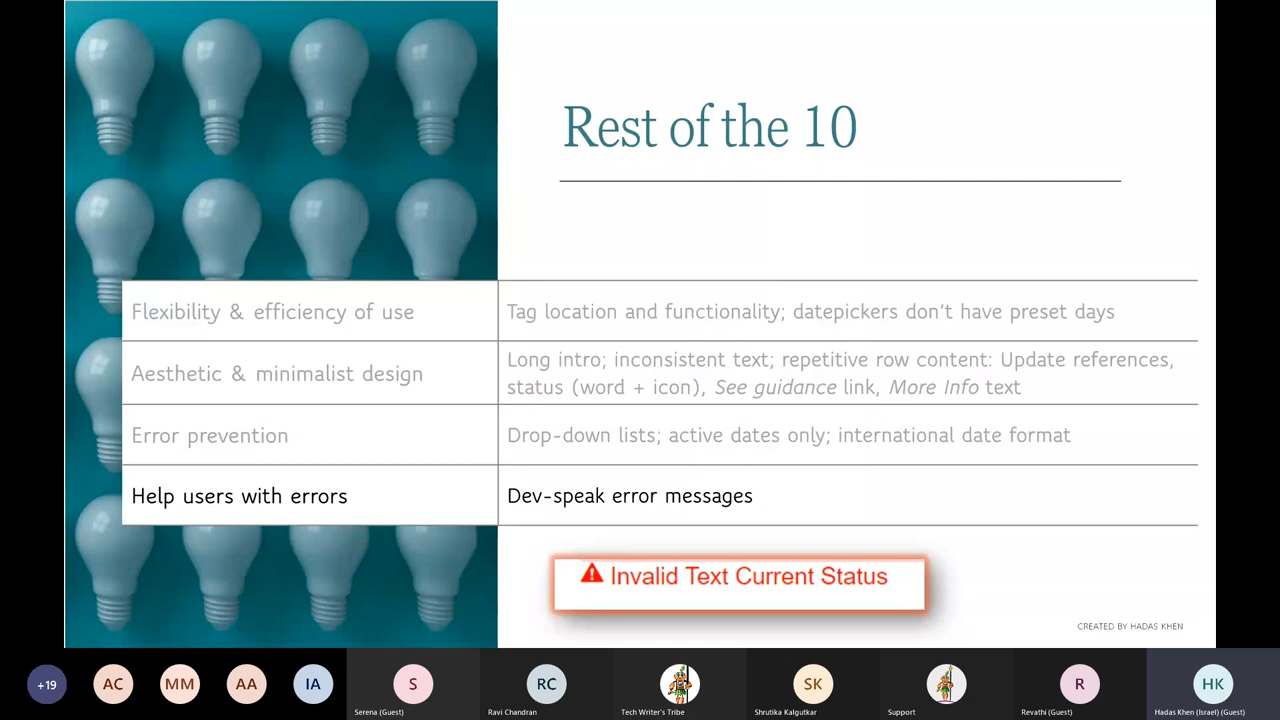 Rest of the 10
Flexibility & efficiency of use
Tag location and functionality; datepickers don't have preset days
Aesthetic & minimalist design
Long intro; inconsistent text; repetitive row content: Update references,
status (word + icon), See guidance link, More Info text
Error prevention
Drop-down lists; active dates only; international date format
Help users with errors
Dev-speak error messages
Invalid Text Current Status
CREATED BY HADAS KHEN
+19
AC
MM
AA
IA
S
RC
SK
R
HK
Serena (Guest)
Ravi Chandran
Tech Writer's Tribe
Shrutika Kalgutkar
Support
Revathi (Guest)
Hadas Khen (Israel) (Guest)